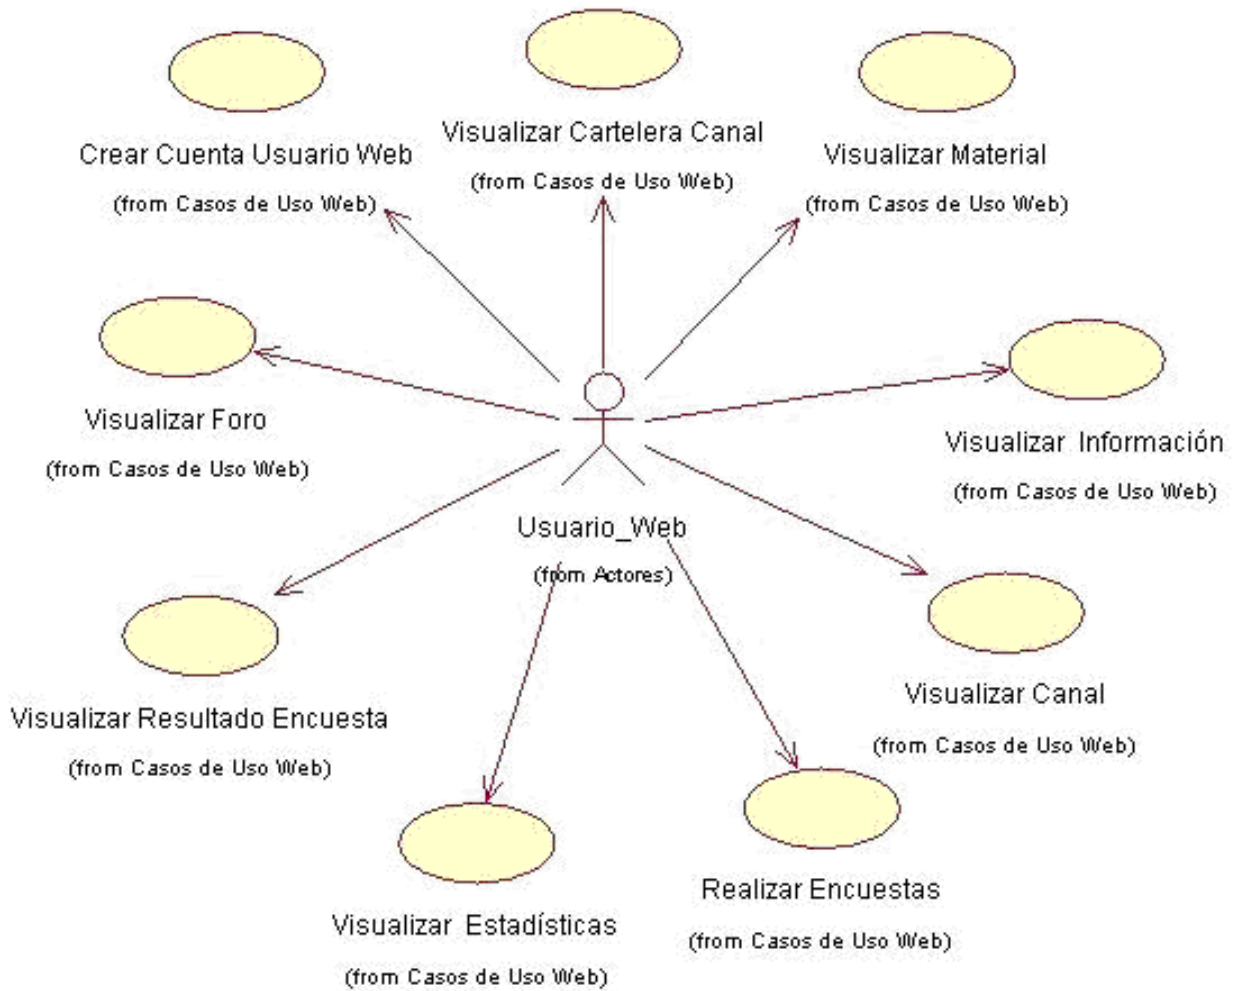 Visualizar Cartelera Canal
(from Casos de Uso Web)
Crear Cuenta Usuario Web
(from Casos de Uso Web)
Visualizar Material
(from Casos de Uso Web)
Visualizar Foro
(from Casos de Uso Web)
Visualizar Información
(from Casos de Uso Web)
Usuario_Web
(from Actores)
Visualizar Resultado Encuesta
(from Casos de Uso Web)
Visualizar Canal
(from Casos de Uso Web)
Visualizar Estadísticas
(from Casos de Uso Web)
Realizar Encuestas
(from Casos de Uso Web)